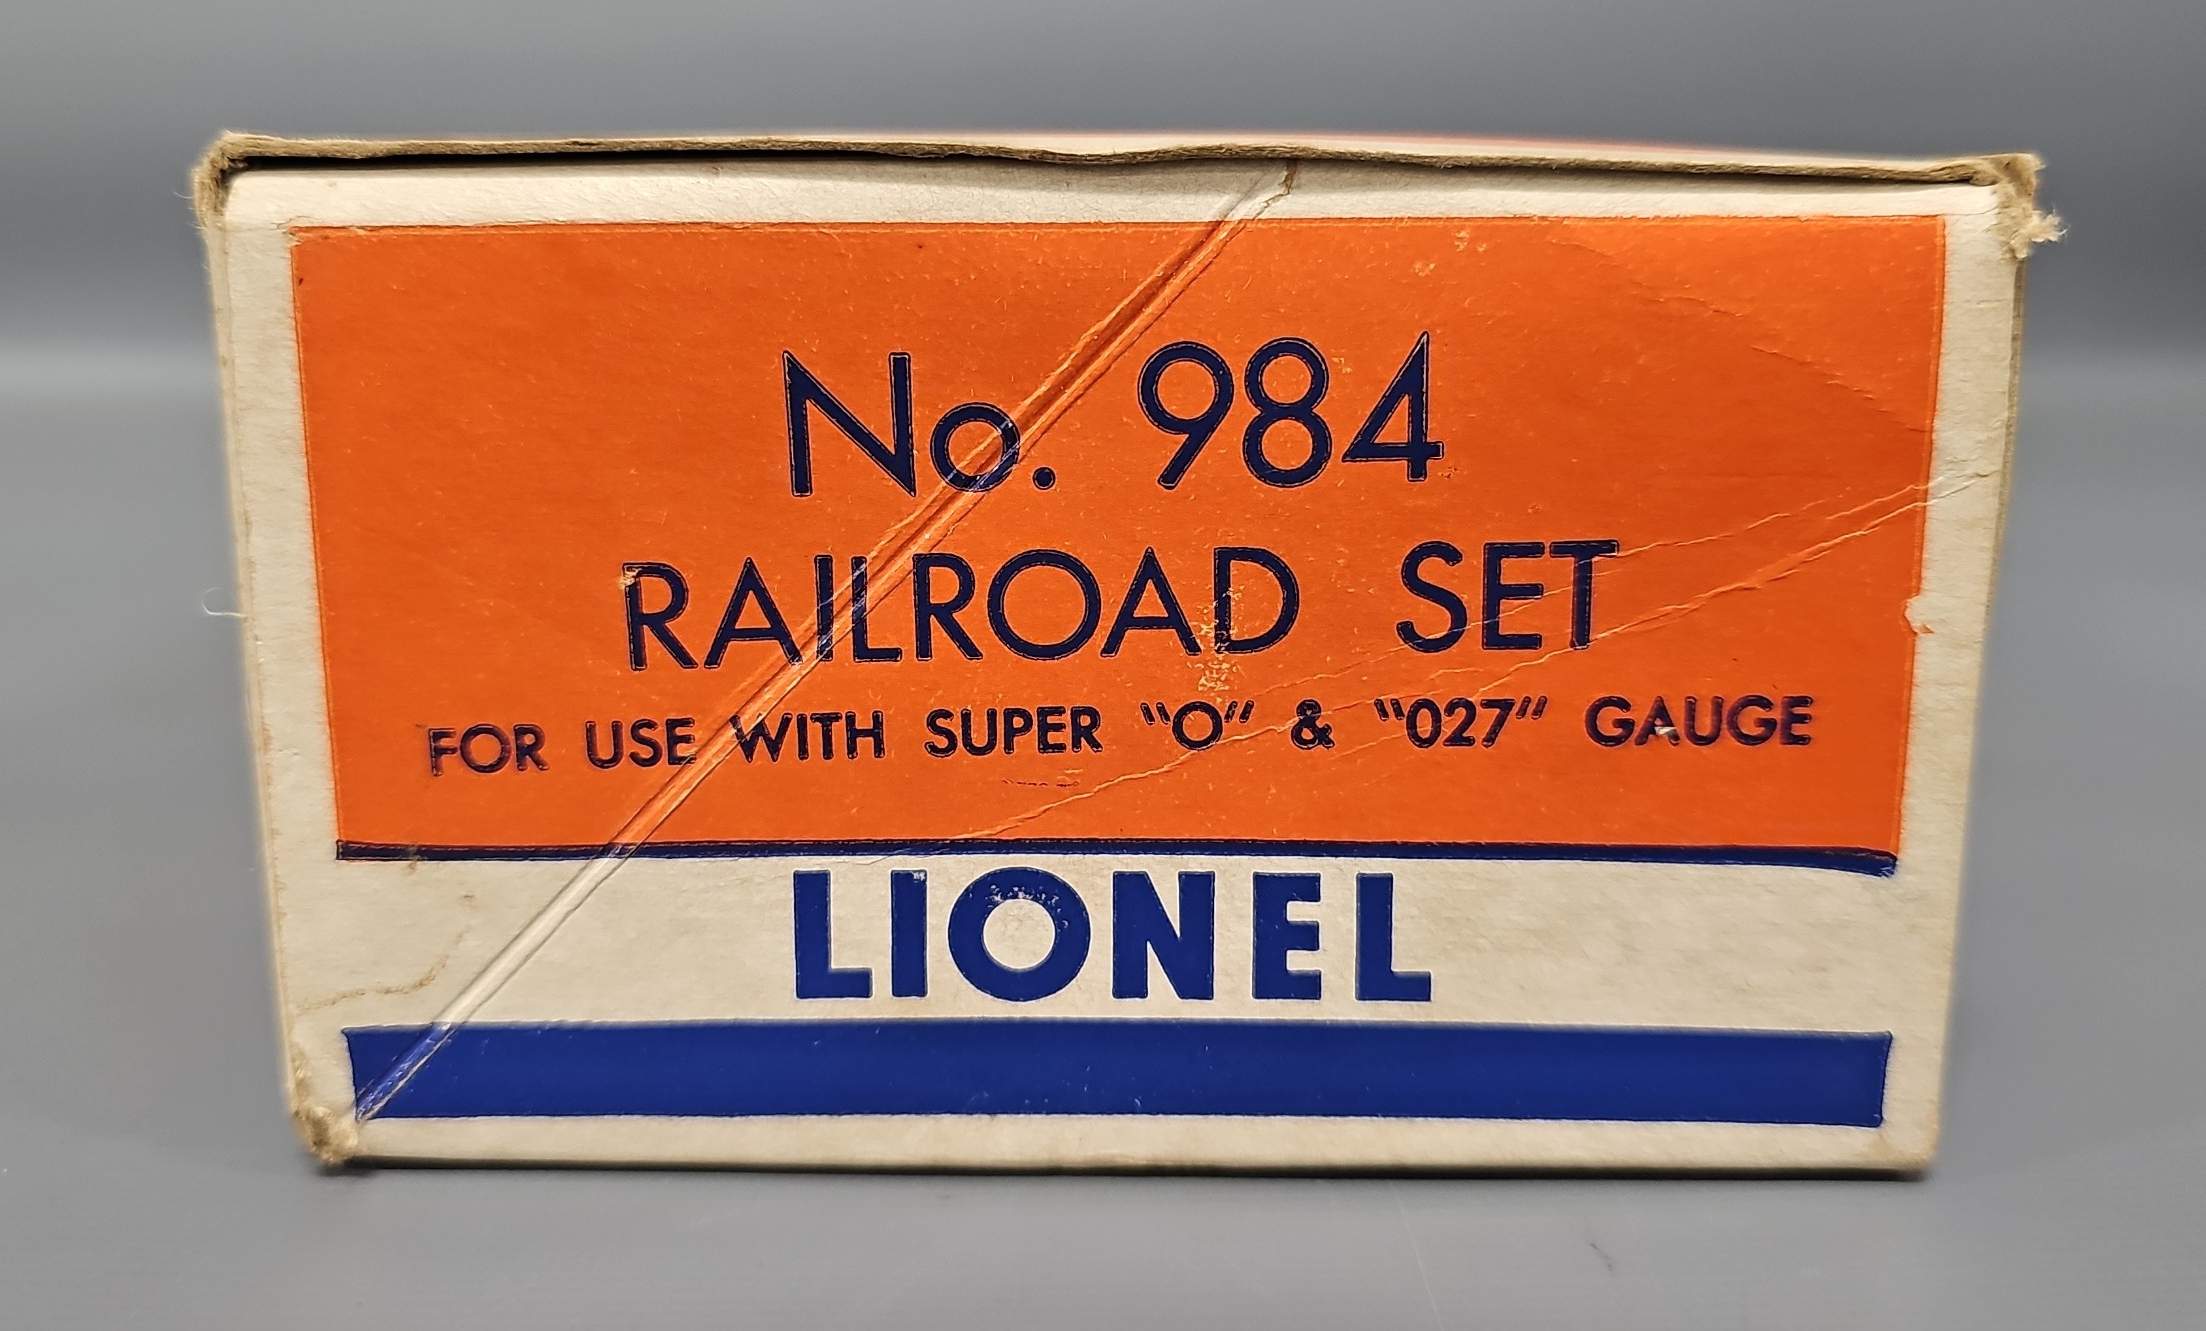 No. 984
RAILROAD SET
FOR USE WITH SUPER "O" & "027" GAUGE
LIONEL